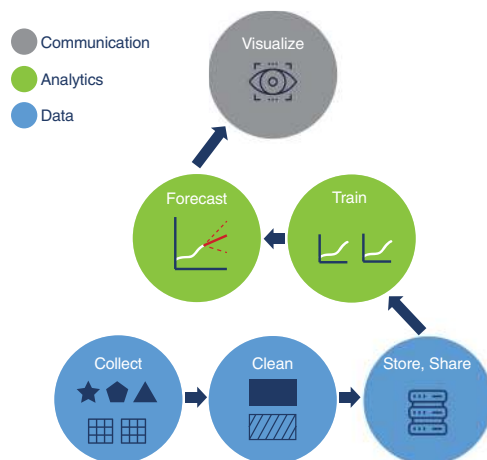 Communication
Analytics
Data
Visualize
Forecast
Train
Collect
Clean
Store, Share